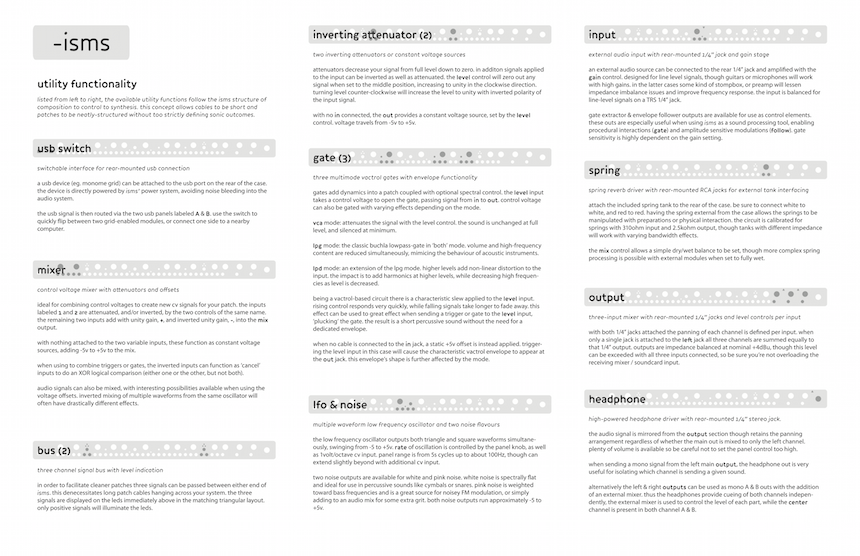 -isms
utility functionality
listed from left to right, the available utility functions follow the isms structure of
composition to control to synthesis. this concept allows cables to be short and
patches to be neatly-structured without too strictly defining sonic outcomes.
usb switch
switchable interface for rear-mounted usb connection
a usb device (eg. monome grid) can be attached to the usb port on the rear of the case.
the device is directly powered by isms' power system, avoiding noise bleeding into the
audio system.
the usb signal is then routed via the two usb panels labeled A & B. use the switch to
quickly flip between two grid-enabled modules, or connect one side to a nearby
computer.
mixer
control voltage mixer with attenuators and offsets
ideal for combining control voltages to create new cv signals for your patch. the inputs
labeled 1 and 2 are attenuated, and/or inverted, by the two controls of the same name.
the remaining two inputs add with unity gain, +, and inverted unity gain, -, into the mix
output.
with nothing attached to the two variable inputs, these function as constant voltage
sources, adding -5v to +5v to the mix.
when using to combine triggers or gates, the inverted inputs can function as 'cancel'
inputs to do an XOR logical comparison (either one or the other, but not both).
audio signals can also be mixed, with interesting possibilities available when using the
voltage offsets. inverted mixing of multiple waveforms from the same oscillator will
often have drastically different effects.
bus (2)
three channel signal bus with level indication
in order to facilitate cleaner patches three signals can be passed between either end of
isms. this denecessitates long patch cables hanging across your system. the three
signals are displayed on the leds immediately above in the matching triangular layout.
only positive signals will illuminate the leds.
inverting attenuator (2)
two inverting attenuators or constant voltage sources
attenuators decrease your signal from full level down to zero. in additon signals applied
to the input can be inverted as well as attenuated. the level control will zero out any
signal when set to the middle position, increasing to unity in the clockwise direction.
turning level counter-clockwise will increase the level to unity with inverted polarity of
the input signal.
with no in connected, the out provides a constant voltage source, set by the level
control. voltage travels from -5v to +5v.
gate (3)
three multimode vactrol gates with envelope functionality
gates add dynamics into a patch coupled with optional spectral control. the level input
takes a control voltage to open the gate, passing signal from in to out. control voltage
can also be gated with varying effects depending on the mode.
vca mode: attenuates the signal with the level control. the sound is unchanged at full
level, and silenced at minimum.
lpg mode: the classic buchla lowpass-gate in 'both' mode. volume and high-frequency
content are reduced simultaneously, mimicing the behaviour of acoustic instruments.
lpd mode: an extension of the lpg mode. higher levels add non-linear distortion to the
input. the impact is to add harmonics at higher levels, while decreasing high frequen-
cies as level is decreased.
being a vactrol-based circuit there is a characteristic slew applied to the level input.
rising control responds very quickly, while falling signals take longer to fade away. this
effect can be used to great effect when sending a trigger or gate to the level input,
'plucking' the gate. the result is a short percussive sound without the need for a
dedicated envelope.
when no cable is connected to the in jack, a static +5v offset is instead applied. trigger-
ing the level input in this case will cause the characteristic vactrol envelope to appear at
the out jack. this envelope's shape is further affected by the mode.
lfo & noise
multiple waveform low frequency oscillator and two noise flavours
the low frequency oscillator outputs both triangle and square waveforms simultane-
ously, swinging from -5 to +5v. rate of oscillation is controlled by the panel knob, as well
as 1volt/octave cv input. panel range is from 5s cycles up to about 100Hz, though can
extend slightly beyond with additional cv input.
two noise outputs are available for white and pink noise. white noise is spectrally flat
and ideal for use in percussive sounds like cymbals or snares. pink noise is weighted
toward bass frequencies and is a great source for noisey FM modulation, or simply
adding to an audio mix for some extra grit. both noise outputs run approximately -5 to
+5v.
input
external audio input with rear-mounted 1/4" jack and gain stage
an external audio source can be connected to the rear 1/4" jack and amplified with the
gain control. designed for line level signals, though guitars or microphones will work
with high gains. in the latter cases some kind of stompbox, or preamp will lessen
impedance imbalance issues and improve frequency response. the input is balanced for
line-level signals on a TRS 1/4" jack.
gate extractor & envelope follower outputs are available for use as control elements.
these outs are especially useful when using isms as a sound processing tool, enabling
procedural interactions (gate) and amplitude sensitive modulations (follow). gate
sensitivity is highly dependent on the gain setting.
spring
spring reverb driver with rear-mounted RCA jacks for external tank interfacing
attach the included spring tank to the rear of the case. be sure to connect white to
white, and red to red. having the spring external from the case allows the springs to be
manipulated with preparations or physical interaction. the circuit is calibrated for
springs with 310ohm input and 2.5kohm output, though tanks with different impedance
will work with varying bandwidth effects.
the mix control allows a simple dry/wet balance to be set, though more complex spring
processing is possible with external modules when set to fully wet.
output
three-input mixer with rear-mounted 1/4" jacks and level controls per input
with both 1/4" jacks attached the panning of each channel is defined per input, when
only a single jack is attached to the left jack all three channels are summed equally to
that 1/4" output. outputs are impedance balanced at nominal +4dBu, though this level
can be exceeded with all three inputs connected, so be sure you're not overloading the
receiving mixer / soundcard input.
headphone
high-powered headphone driver with rear-mounted 1/4" stereo jack.
the audio signal is mirrored from the output section though retains the panning
arrangement regardless of whether the main out is mono to only the left channel.
plenty of volume is available so be careful not to set the panel control too high.
when sending a mono signal from the left main output, the headphone out is very
useful for isolating which channel is sending a given sound.
alternatively the left & right outputs can be used as mono A & B outs with the addition
of an external mixer. thus the headphones provide cueing of both channels indepen-
dently, the external mixer is used to control the level of each part, while the center
channel is present in both channel A & B.